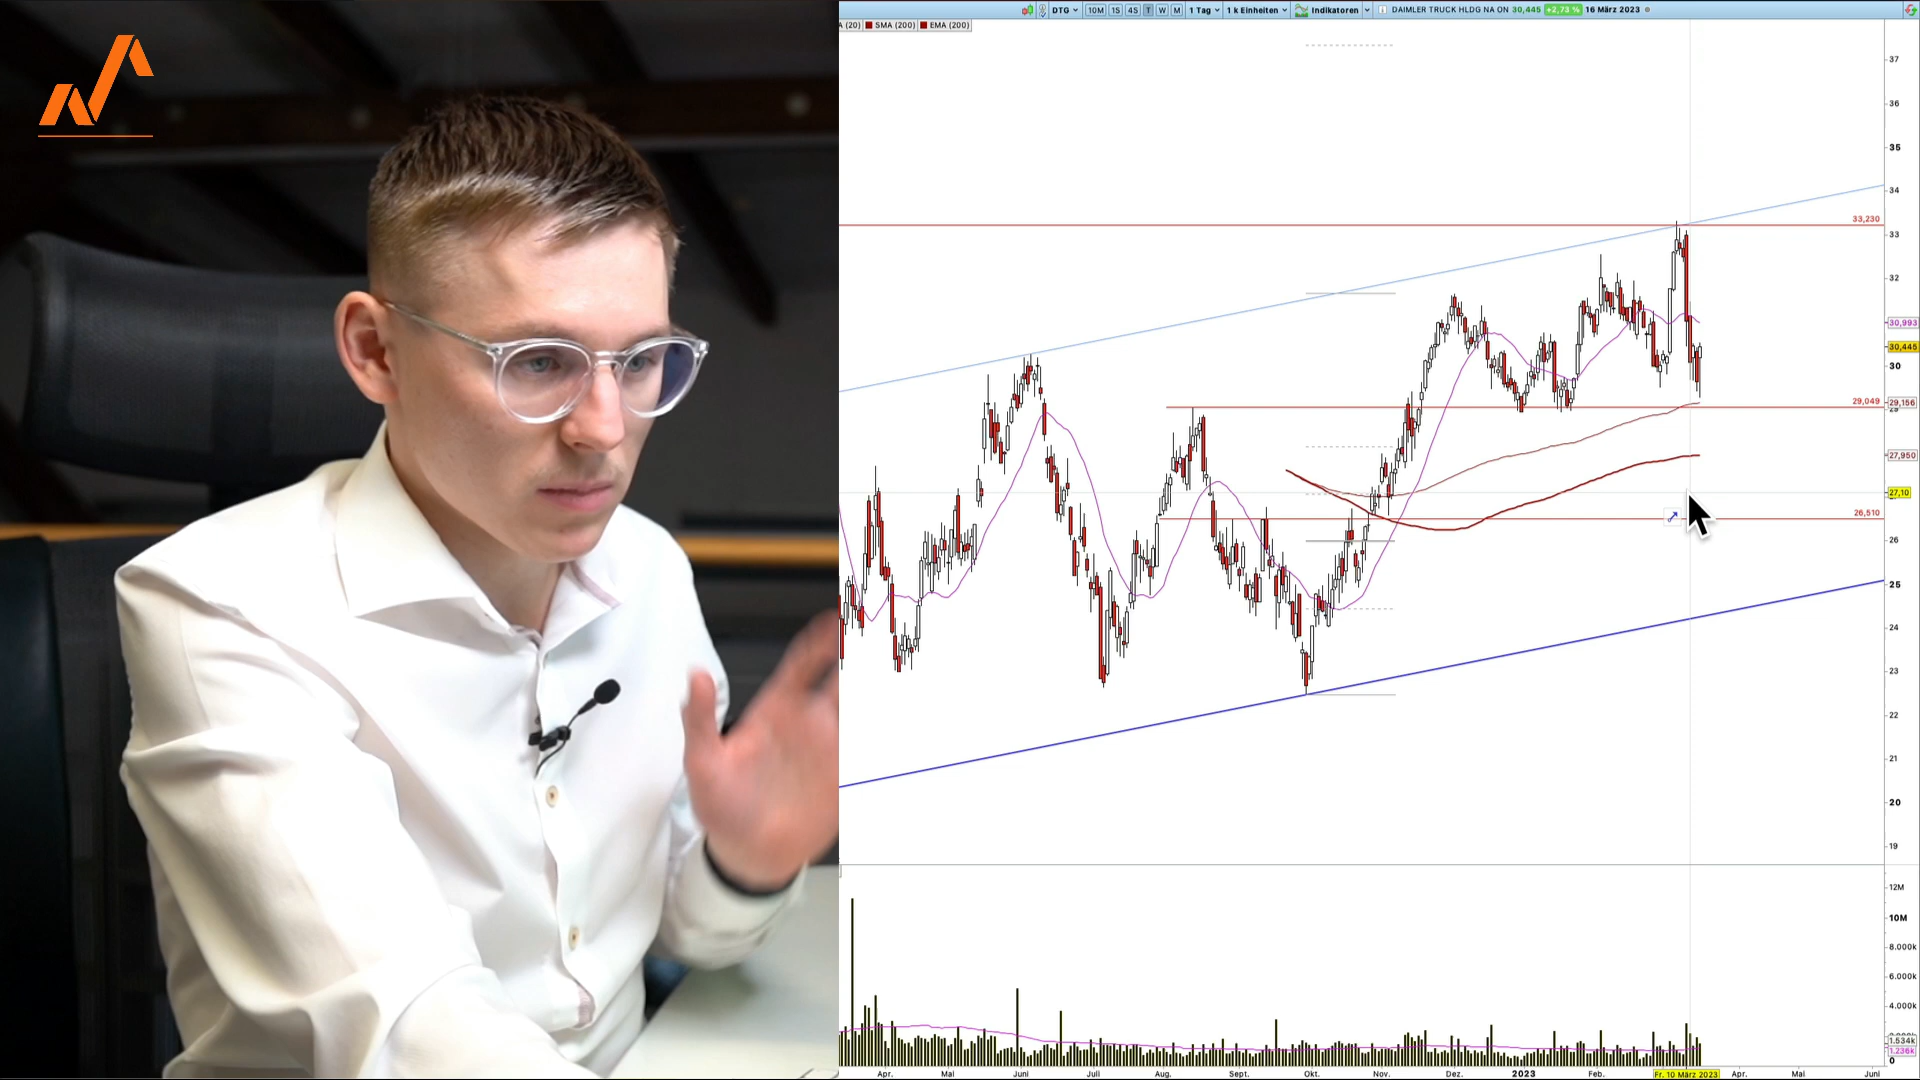 DTG 10M 1S 4S T W M 1 Tag 1 k Einheiten Indikatoren DAIMLER TRUCK HLDG NA ON 30,445 +2,73 % 16 März 2023
A (20) SMA (200) EMA (200)
37
36
35
34
33,230
33
32
30,993
30,445
30
29,049
29,156
29
27,950
27,10
26,510
26
25
24
23
22
21
20
19
12M
10M
8.000k
6.000k
4.000k
1.534k
1.236k
0
Apr. Mai Juni Juli Aug. Sept. Okt. Nov. Dez. 2023 Feb. Fr. 10 März 2023 Apr. Mai Juni